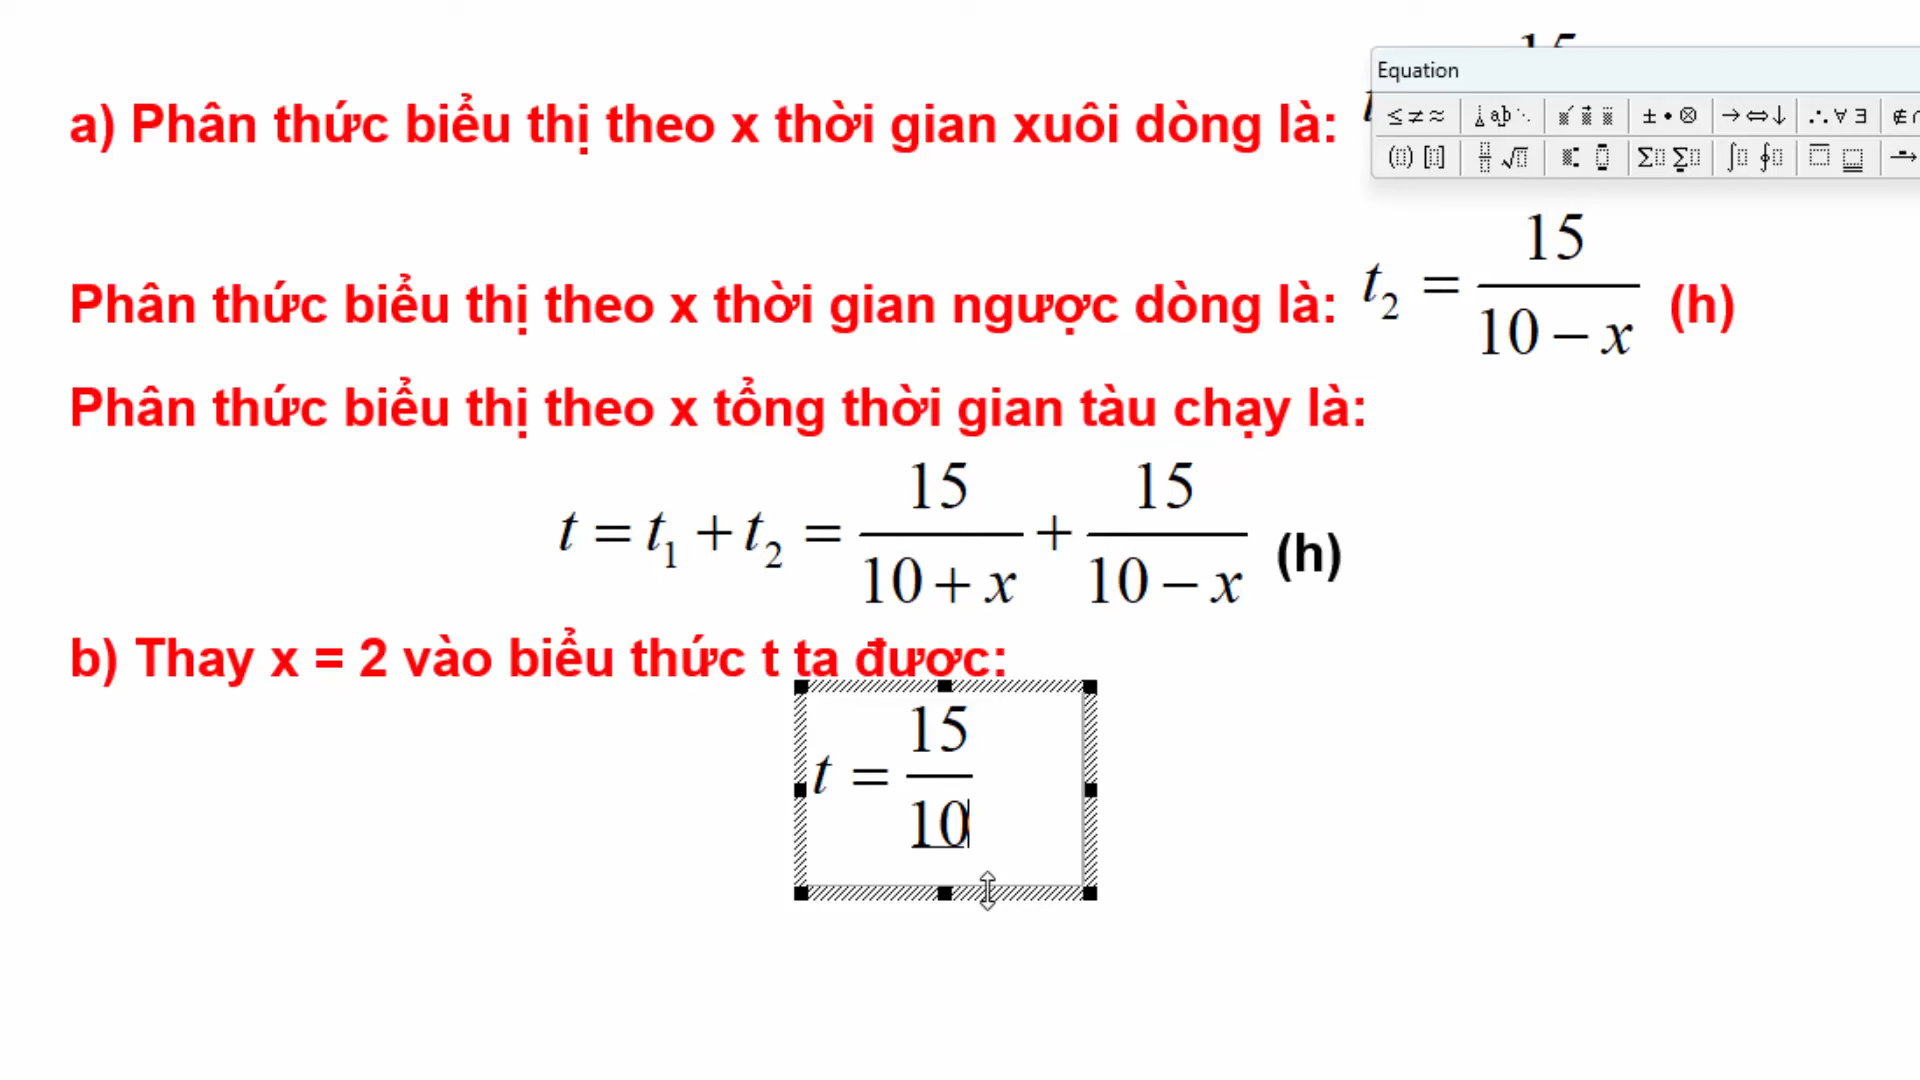 Equation
a) Phân thức biểu thị theo x thời gian xuôi dòng là:
Phân thức biểu thị theo x thời gian ngược dòng là: t₂ = 15/(10 − x) (h)
Phân thức biểu thị theo x tổng thời gian tàu chạy là:
t = t₁ + t₂ = 15/(10 + x) + 15/(10 − x) (h)
b) Thay x = 2 vào biểu thức t ta được:
t = 15/10